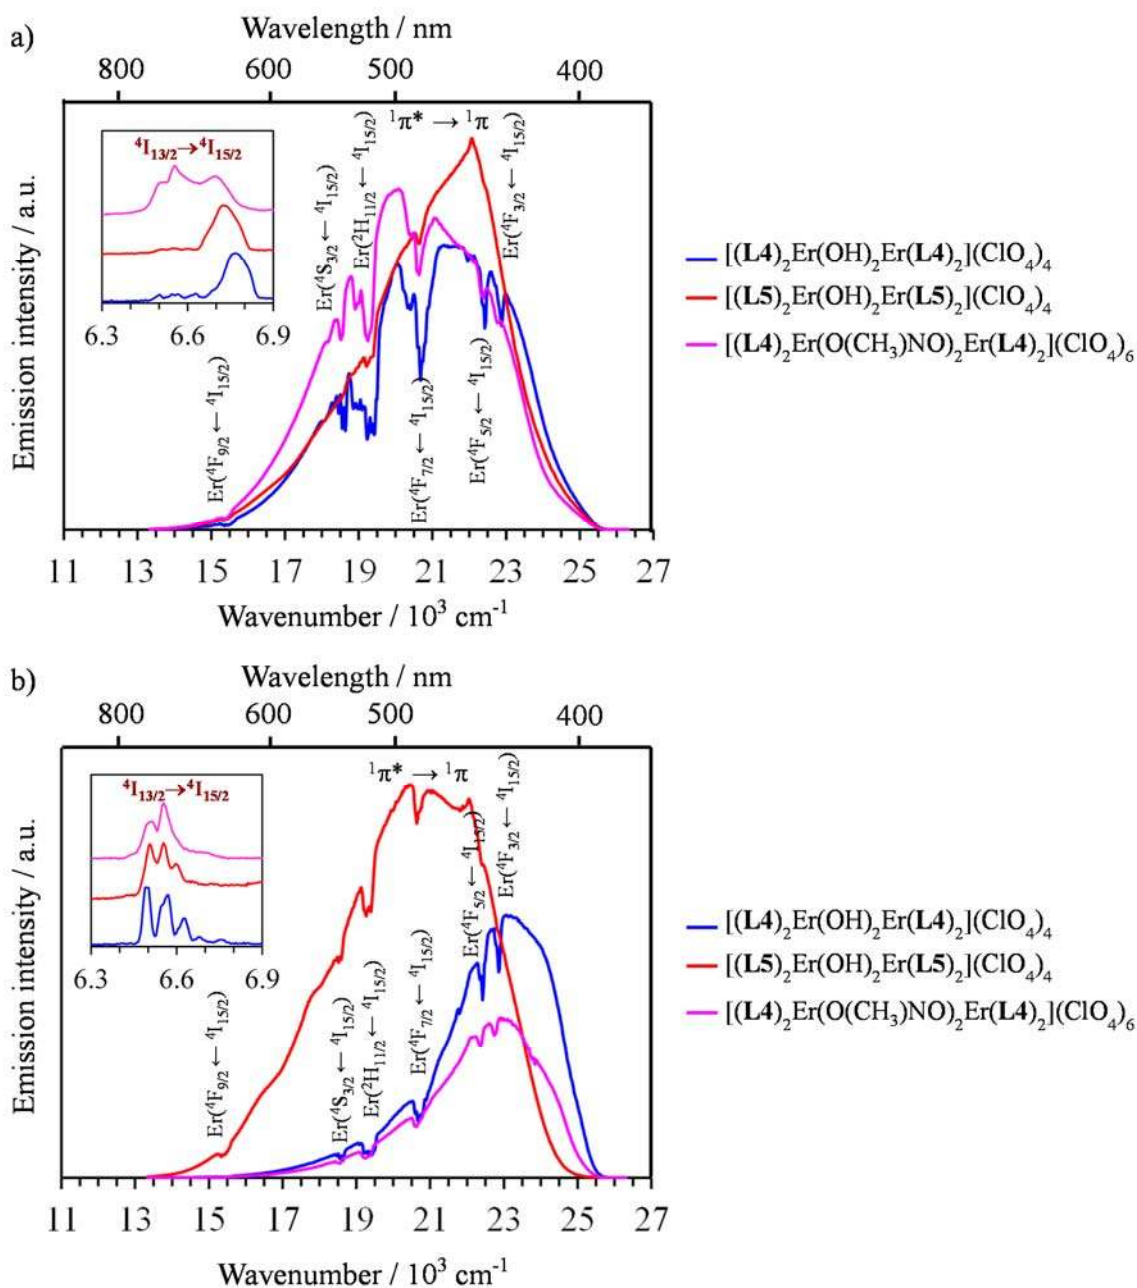 a)
Wavelength / nm
800 600 500 400
¹π* → ¹π
⁴I₁₃/₂→⁴I₁₅/₂
Er(⁴F₉/₂ ← ⁴I₁₅/₂)
Er(⁴S₃/₂ ← ⁴I₁₅/₂)
Er(²H₁₁/₂ ← ⁴I₁₅/₂)
Er(⁴F₇/₂ ← ⁴I₁₅/₂)
Er(⁴F₅/₂ ← ⁴I₁₅/₂)
Er(⁴F₃/₂ ← ⁴I₁₅/₂)
6.3 6.6 6.9
Emission intensity / a.u.
11 13 15 17 19 21 23 25 27
Wavenumber / 10³ cm⁻¹
[(L4)₂Er(OH)₂Er(L4)₂](ClO₄)₄
[(L5)₂Er(OH)₂Er(L5)₂](ClO₄)₄
[(L4)₂Er(O(CH₃)NO)₂Er(L4)₂](ClO₄)₆
b)
Wavelength / nm
800 600 500 400
¹π* → ¹π
⁴I₁₃/₂→⁴I₁₅/₂
Er(⁴F₉/₂ ← ⁴I₁₅/₂)
Er(⁴S₃/₂ ← ⁴I₁₅/₂)
Er(²H₁₁/₂ ← ⁴I₁₅/₂)
Er(⁴F₇/₂ ← ⁴I₁₅/₂)
Er(⁴F₅/₂ ← ⁴I₁₅/₂)
Er(⁴F₃/₂ ← ⁴I₁₅/₂)
6.3 6.6 6.9
Emission intensity / a.u.
11 13 15 17 19 21 23 25 27
Wavenumber / 10³ cm⁻¹
[(L4)₂Er(OH)₂Er(L4)₂](ClO₄)₄
[(L5)₂Er(OH)₂Er(L5)₂](ClO₄)₄
[(L4)₂Er(O(CH₃)NO)₂Er(L4)₂](ClO₄)₆